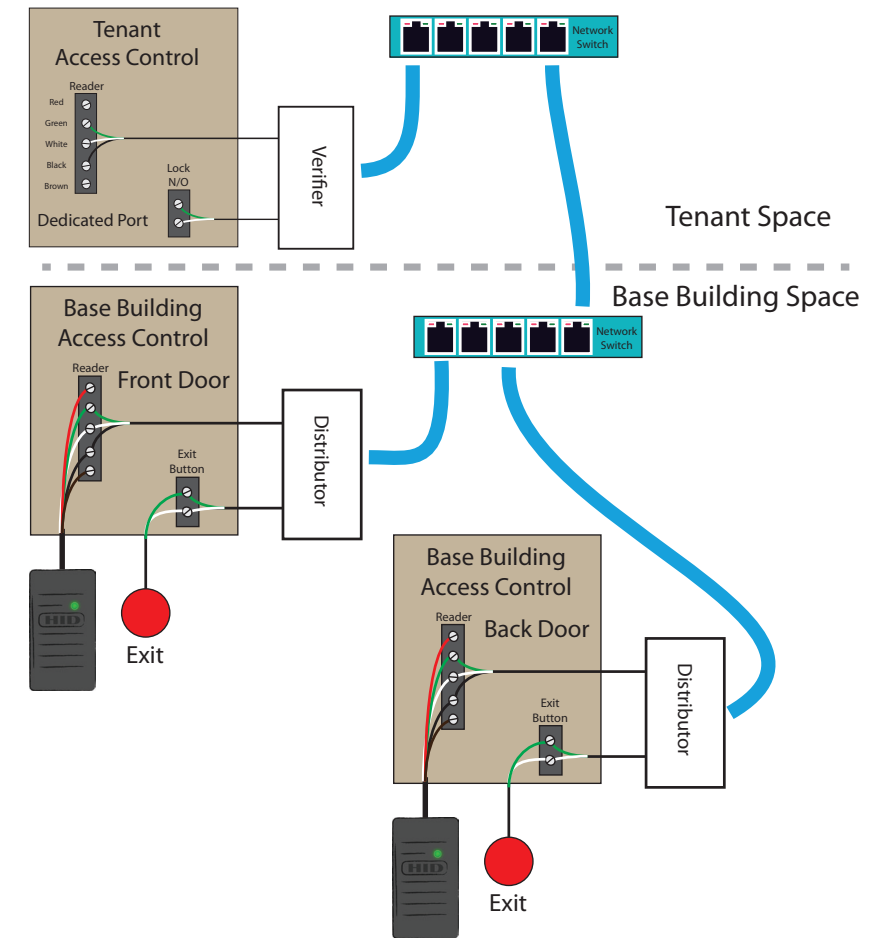 Tenant
Access Control
Reader
Red
Green
White
Black
Brown
Lock
N/O
Dedicated Port
Verifier
Network
Switch
Tenant Space
Base Building Space
Network
Switch
Base Building
Access Control
Reader
Front Door
Exit
Button
Distributor
HID
Exit
Base Building
Access Control
Reader
Back Door
Exit
Button
Distributor
HID
Exit